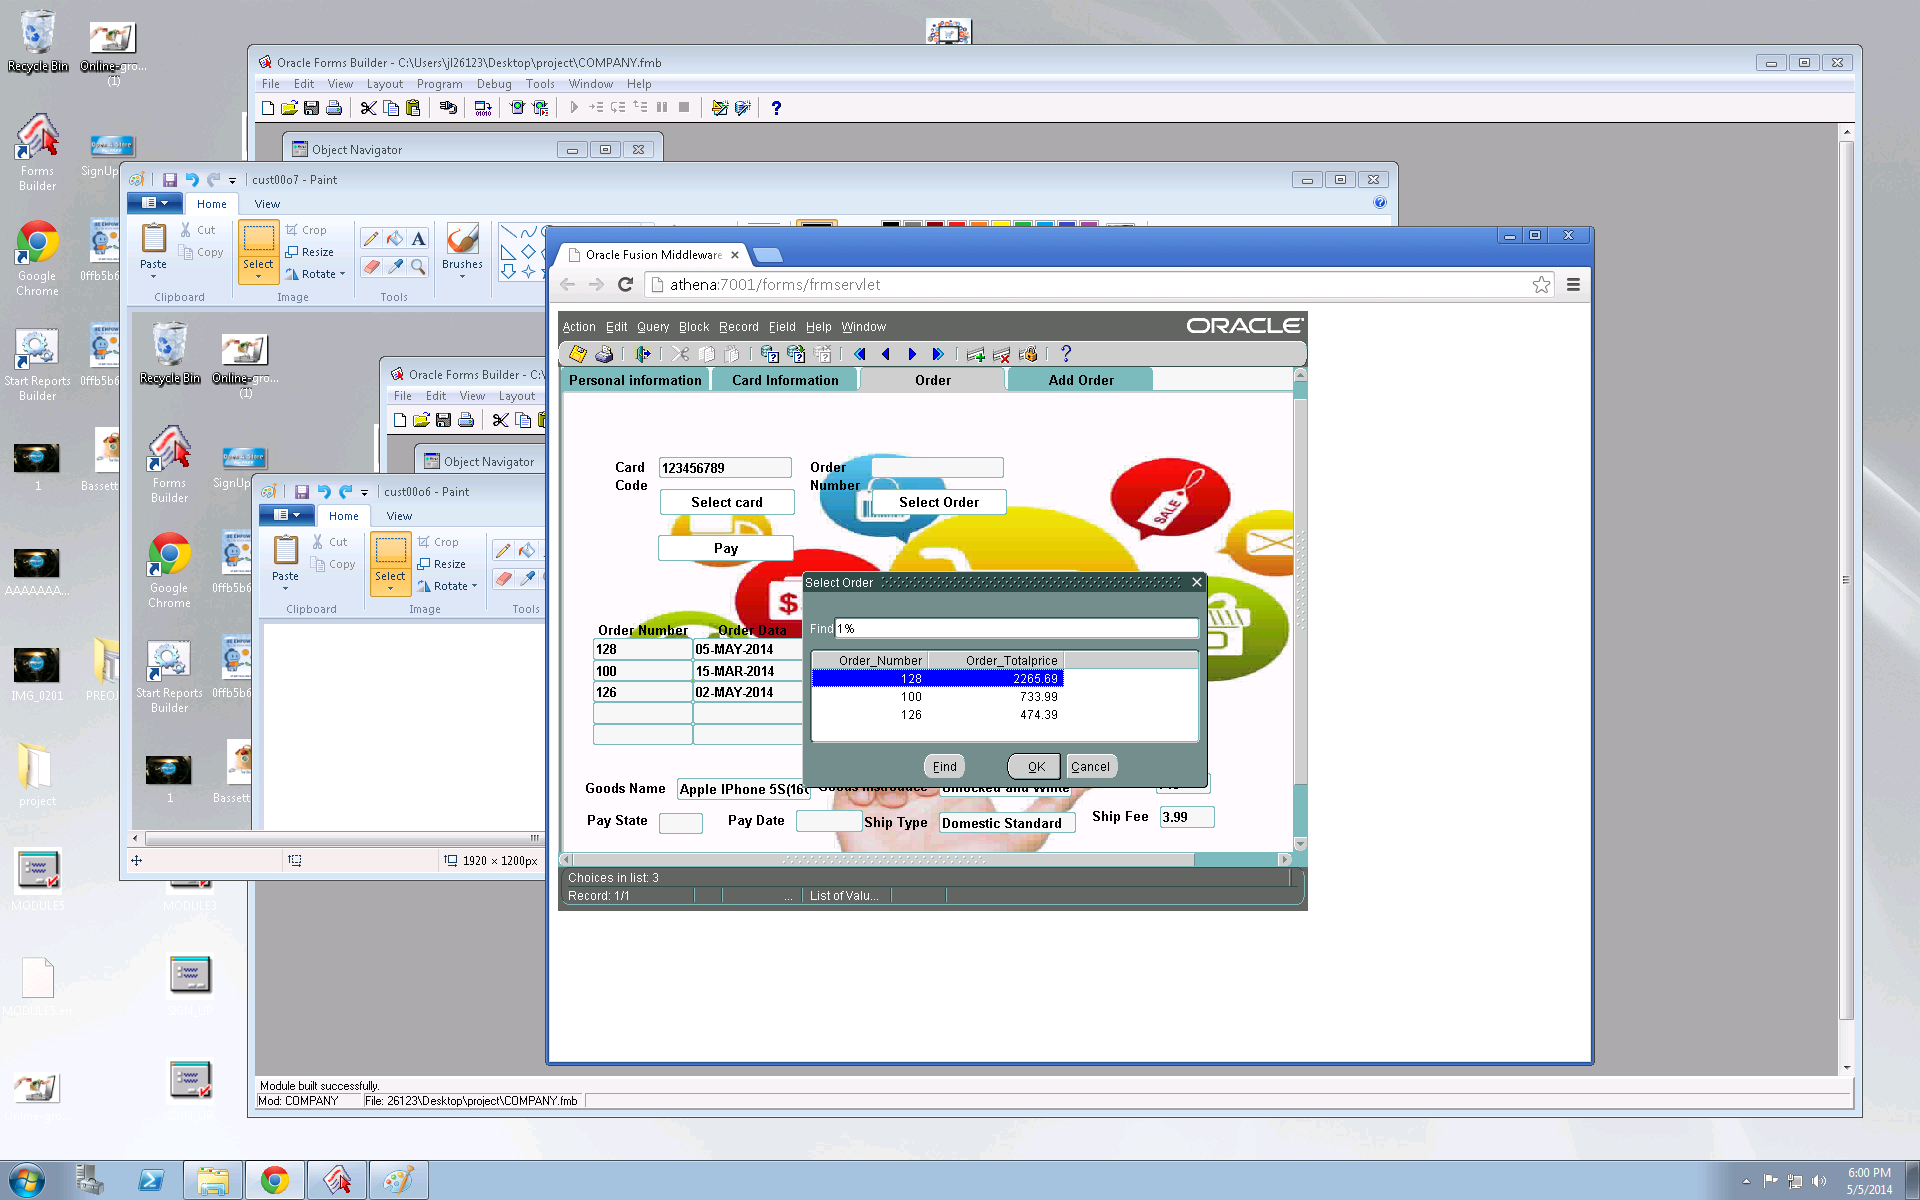 Recycle Bin
Online-gro... (1)
Forms Builder
SignUp
Google Chrome
0ffb5b6
Start Reports Builder
0ffb5b6
1
Bassett
AAAAAAA...
IMG_0201
PREOJ
project
MODULE5
MODULE3
Oracle Forms Builder - C:\Users\jl26123\Desktop\project\COMPANY.fmb
File Edit View Layout Program Debug Tools Window Help
Object Navigator
cust00o7 - Paint
Home View
Paste
Cut
Copy
Clipboard
Select
Crop
Resize
Rotate
Image
A
Tools
Brushes
Recycle Bin
Online-gro... (1)
Forms Builder
SignUp
Google Chrome
0ffb5b6
Start Reports Builder
0ffb5b6
1
Bassett
Oracle Forms Builder - C:\
File Edit View Layout
Object Navigator
cust00o6 - Paint
Home View
Paste
Cut
Copy
Clipboard
Select
Crop
Resize
Rotate
Image
Tools
1920 × 1200px
Oracle Fusion Middleware
athena:7001/forms/frmservlet
Action Edit Query Block Record Field Help Window
ORACLE
Personal information Card Information Order Add Order
Card Code 123456789
Order Number
Select card
Select Order
Pay
SALE
$
Order Number Order Data
128 05-MAY-2014
100 15-MAR-2014
126 02-MAY-2014
Select Order
Find 1%
Order_Number Order_Totalprice
128 2265.69
100 733.99
126 474.39
Find OK Cancel
Goods Name Apple IPhone 5S(16 Goods Introduce Unlocked and White
Pay State Pay Date Ship Type Domestic Standard Ship Fee 3.99
Choices in list: 3
Record: 1/1 ... List of Valu...
Module built successfully.
Mod: COMPANY File: 26123\Desktop\project\COMPANY.fmb
6:00 PM
5/5/2014